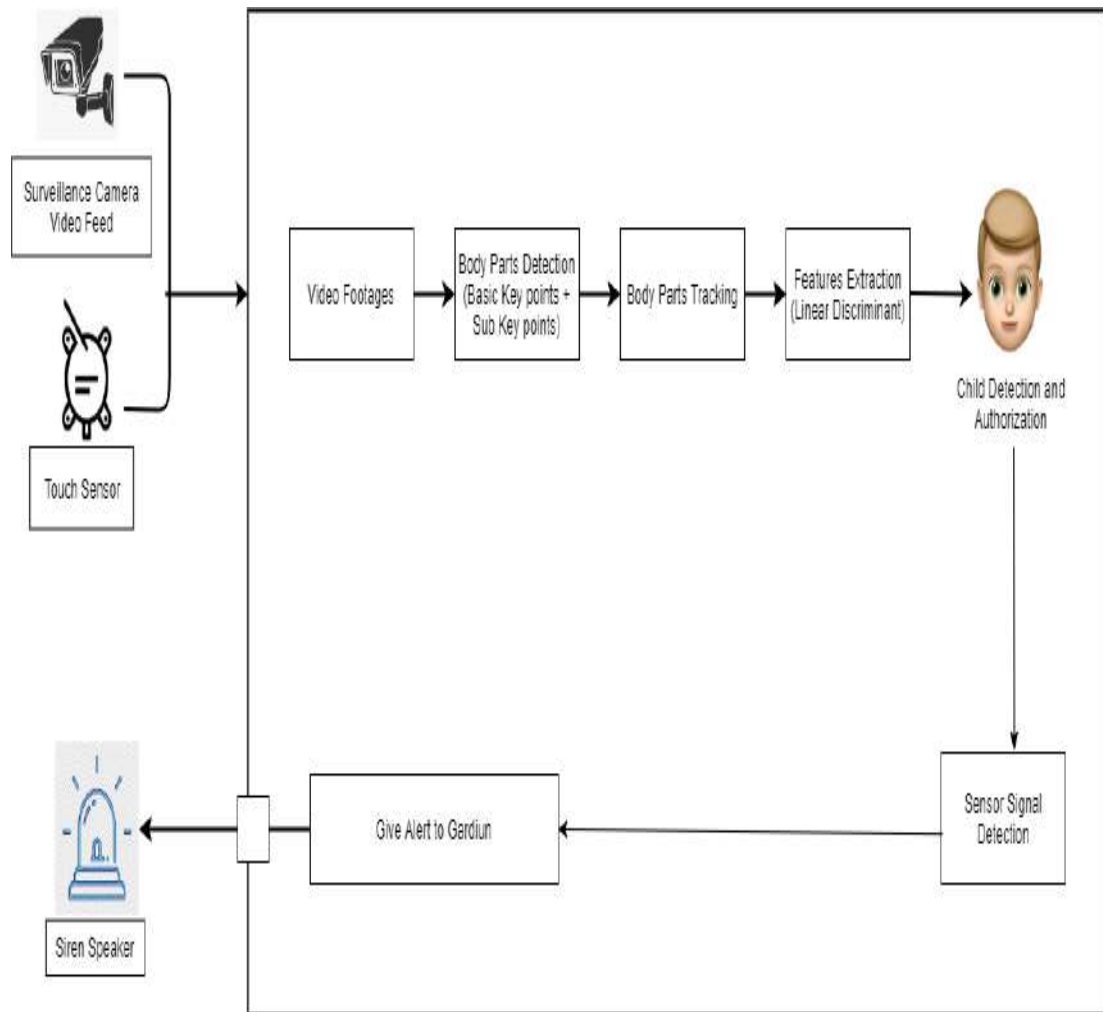 Surveillance Camera
Video Feed
Touch Sensor
Video Footages
Body Parts Detection
(Basic Key points +
Sub Key points)
Body Parts Tracking
Features Extraction
(Linear Discriminant)
Child Detection and
Authorization
Sensor Signal
Detection
Give Alert to Gardiun
Siren Speaker